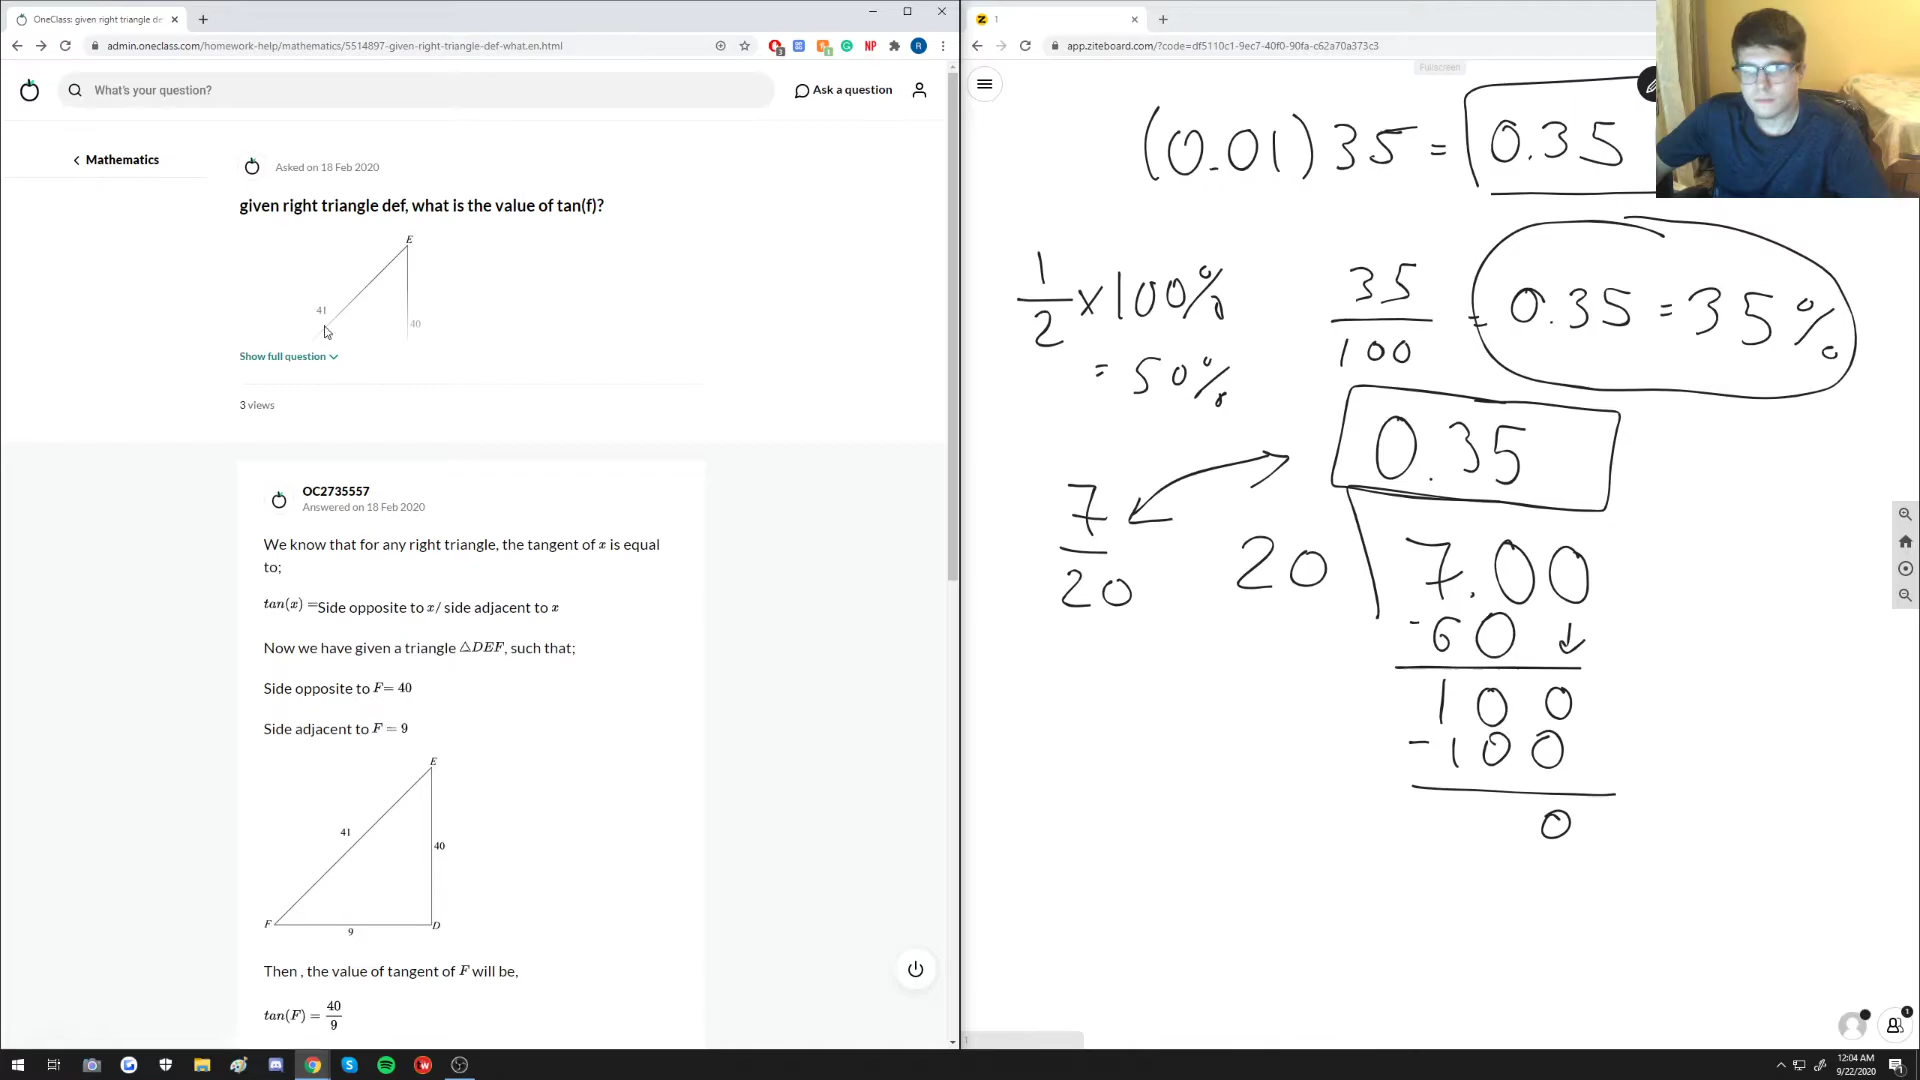 OneClass: given right triangle de
admin.oneclass.com/homework-help/mathematics/5514897-given-right-triangle-def-what.en.html
NP
R
What's your question?
Ask a question
Mathematics
Asked on 18 Feb 2020
given right triangle def, what is the value of tan(f)?
E
41
40
Show full question
3 views
OC2735557
Answered on 18 Feb 2020
We know that for any right triangle, the tangent of x is equal
to;
tan(x) =Side opposite to x/ side adjacent to x
Now we have given a triangle △DEF, such that;
Side opposite to F= 40
Side adjacent to F = 9
E
41
40
F
D
9
Then , the value of tangent of F will be,
tan(F) = 40/9
1
app.ziteboard.com/?code=df5110c1-9ec7-40f0-90fa-c62a70a373c3
Fullscreen
(0.01) 35 = 0.35
1/2 x 100%
= 50%
35/100 = 0.35 = 35%
0.35
7/20
20
7.00
-60 ↓
100
-100
0
1
12:04 AM
9/22/2020